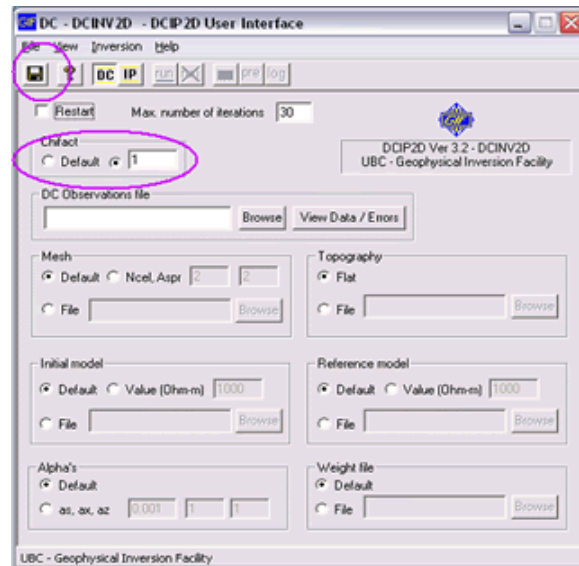 DC - DCINV2D - DCIP2D User Interface
File View Inversion Help
? DC IP run pre log
Restart Max. number of iterations 30
GIF
Chifact
Default 1
DCIP2D Ver 3.2 - DCINV2D
UBC - Geophysical Inversion Facility
DC Observations file
Browse View Data / Errors
Mesh
Default Ncel, Aspr 2 2
File Browse
Topography
Flat
File Browse
Initial model
Default Value (Ohm-m) 1000
File Browse
Reference model
Default Value (Ohm-m) 1000
File Browse
Alpha's
Default
as, ax, az 0.001 1 1
Weight file
Default
File Browse
UBC - Geophysical Inversion Facility